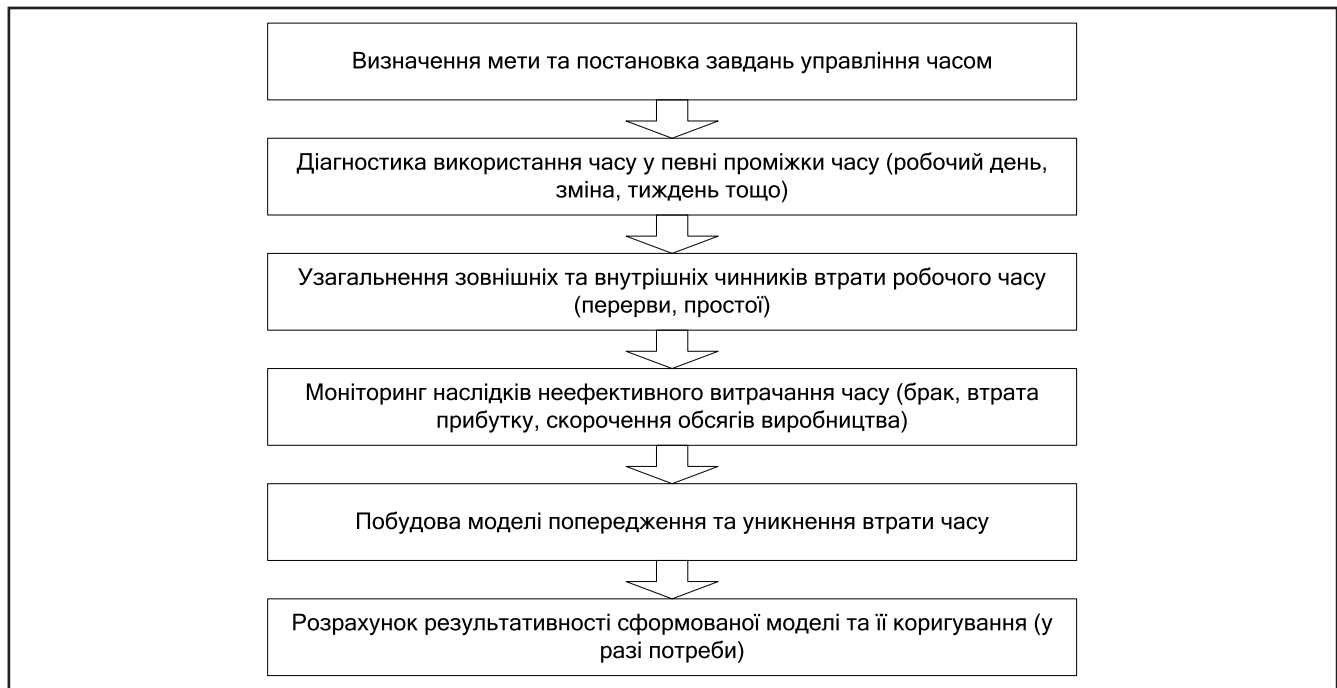 Визначення мети та постановка завдань управління часом
Діагностика використання часу у певні проміжки часу (робочий день,
зміна, тиждень тощо)
Узагальнення зовнішніх та внутрішніх чинників втрати робочого часу
(перерви, простої)
Моніторинг наслідків неефективного витрачання часу (брак, втрата
прибутку, скорочення обсягів виробництва)
Побудова моделі попередження та уникнення втрати часу
Розрахунок результативності сформованої моделі та її коригування (у
разі потреби)